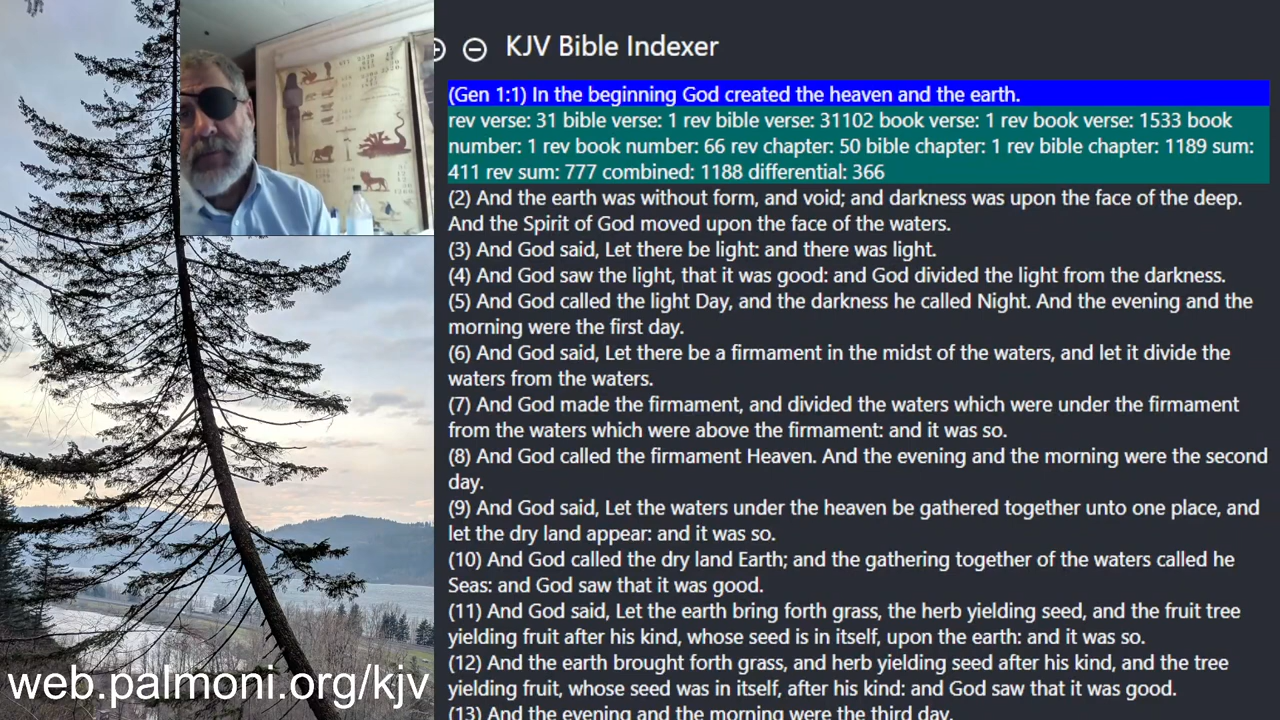 KJV Bible Indexer
(Gen 1:1) In the beginning God created the heaven and the earth.
rev verse: 31 bible verse: 1 rev bible verse: 31102 book verse: 1 rev book verse: 1533 book
number: 1 rev book number: 66 rev chapter: 50 bible chapter: 1 rev bible chapter: 1189 sum:
411 rev sum: 777 combined: 1188 differential: 366
(2) And the earth was without form, and void; and darkness was upon the face of the deep.
And the Spirit of God moved upon the face of the waters.
(3) And God said, Let there be light: and there was light.
(4) And God saw the light, that it was good: and God divided the light from the darkness.
(5) And God called the light Day, and the darkness he called Night. And the evening and the
morning were the first day.
(6) And God said, Let there be a firmament in the midst of the waters, and let it divide the
waters from the waters.
(7) And God made the firmament, and divided the waters which were under the firmament
from the waters which were above the firmament: and it was so.
(8) And God called the firmament Heaven. And the evening and the morning were the second
day.
(9) And God said, Let the waters under the heaven be gathered together unto one place, and
let the dry land appear: and it was so.
(10) And God called the dry land Earth; and the gathering together of the waters called he
Seas: and God saw that it was good.
(11) And God said, Let the earth bring forth grass, the herb yielding seed, and the fruit tree
yielding fruit after his kind, whose seed is in itself, upon the earth: and it was so.
(12) And the earth brought forth grass, and herb yielding seed after his kind, and the tree
yielding fruit, whose seed was in itself, after his kind: and God saw that it was good.
(13) And the evening and the morning were the third day.
web.palmoni.org/kjv